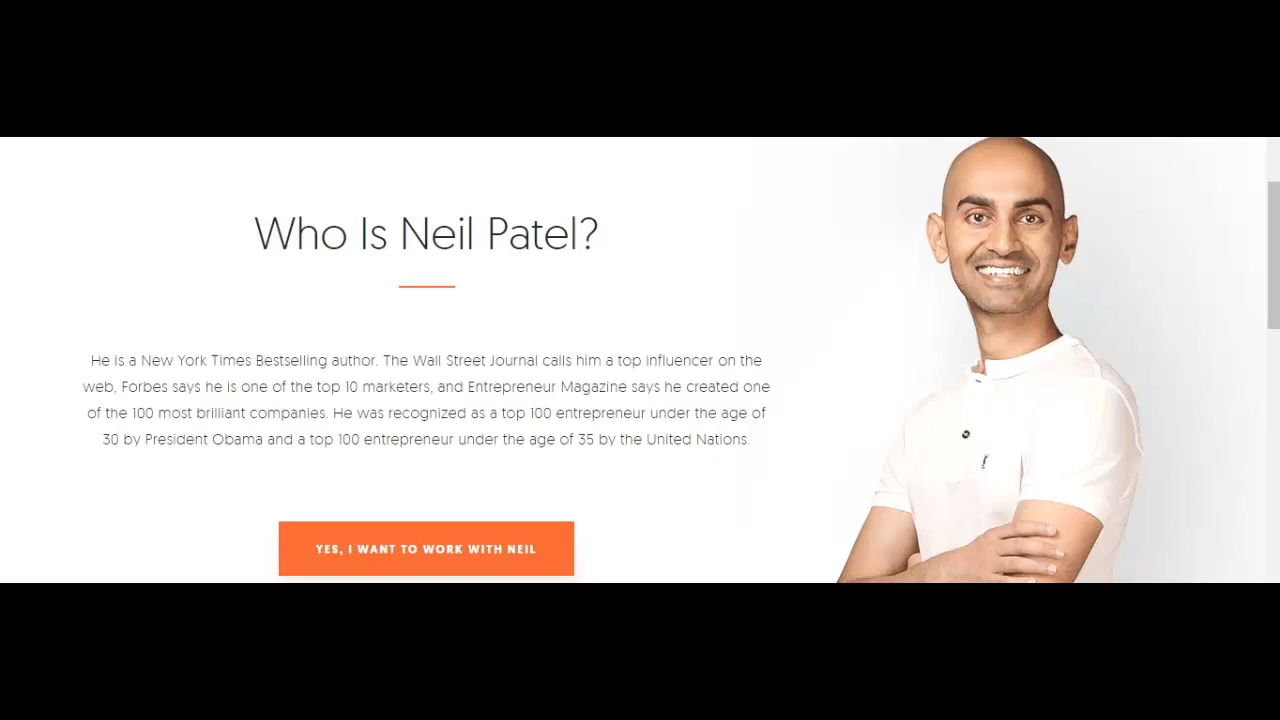 Who Is Neil Patel?
He is a New York Times Bestselling author. The Wall Street Journal calls him a top influencer on the
web, Forbes says he is one of the top 10 marketers, and Entrepreneur Magazine says he created one
of the 100 most brilliant companies. He was recognized as a top 100 entrepreneur under the age of
30 by President Obama and a top 100 entrepreneur under the age of 35 by the United Nations.
YES, I WANT TO WORK WITH NEIL